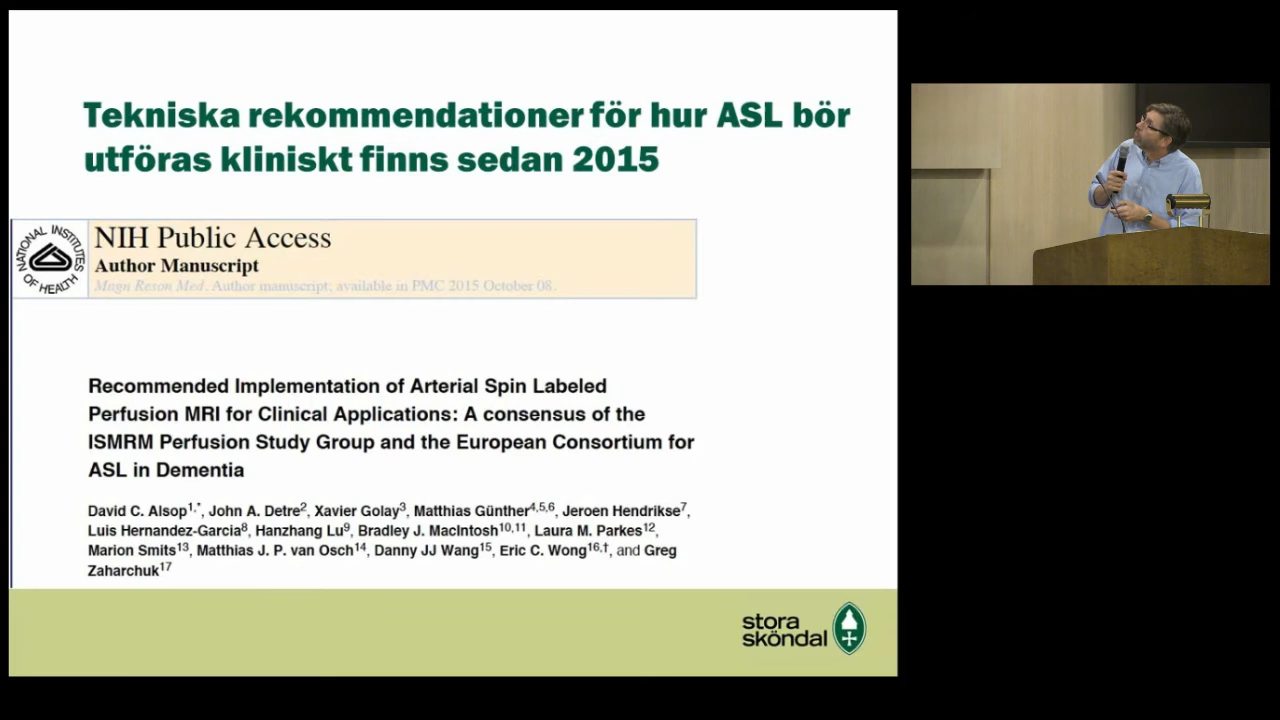 Tekniska rekommendationer för hur ASL bör
utföras kliniskt finns sedan 2015
NATIONAL INSTITUTES OF HEALTH
NIH Public Access
Author Manuscript
Magn Reson Med. Author manuscript; available in PMC 2015 October 08.
Recommended Implementation of Arterial Spin Labeled
Perfusion MRI for Clinical Applications: A consensus of the
ISMRM Perfusion Study Group and the European Consortium for
ASL in Dementia
David C. Alsop1,*, John A. Detre2, Xavier Golay3, Matthias Günther4,5,6, Jeroen Hendrikse7,
Luis Hernandez-Garcia8, Hanzhang Lu9, Bradley J. MacIntosh10,11, Laura M. Parkes12,
Marion Smits13, Matthias J. P. van Osch14, Danny JJ Wang15, Eric C. Wong16,†, and Greg
Zaharchuk17
stora
sköndal